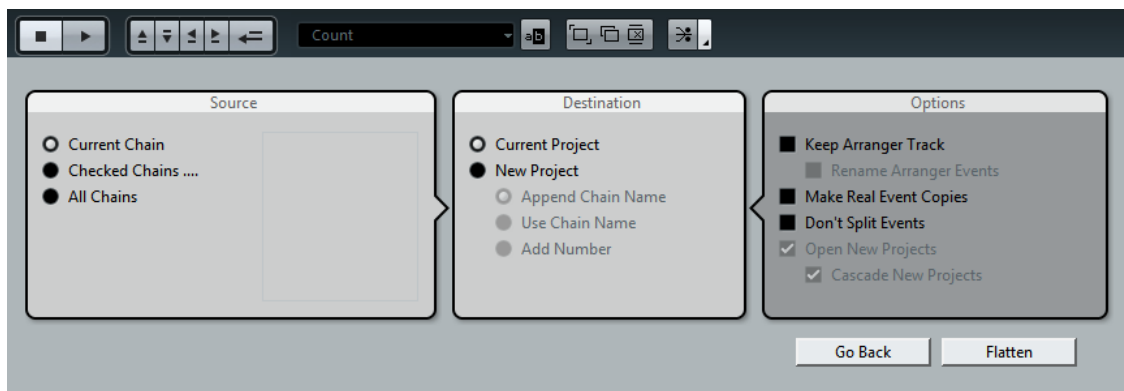 Count
ab
Source
Current Chain
Checked Chains ....
All Chains
Destination
Current Project
New Project
Append Chain Name
Use Chain Name
Add Number
Options
Keep Arranger Track
Rename Arranger Events
Make Real Event Copies
Don't Split Events
Open New Projects
Cascade New Projects
Go Back
Flatten